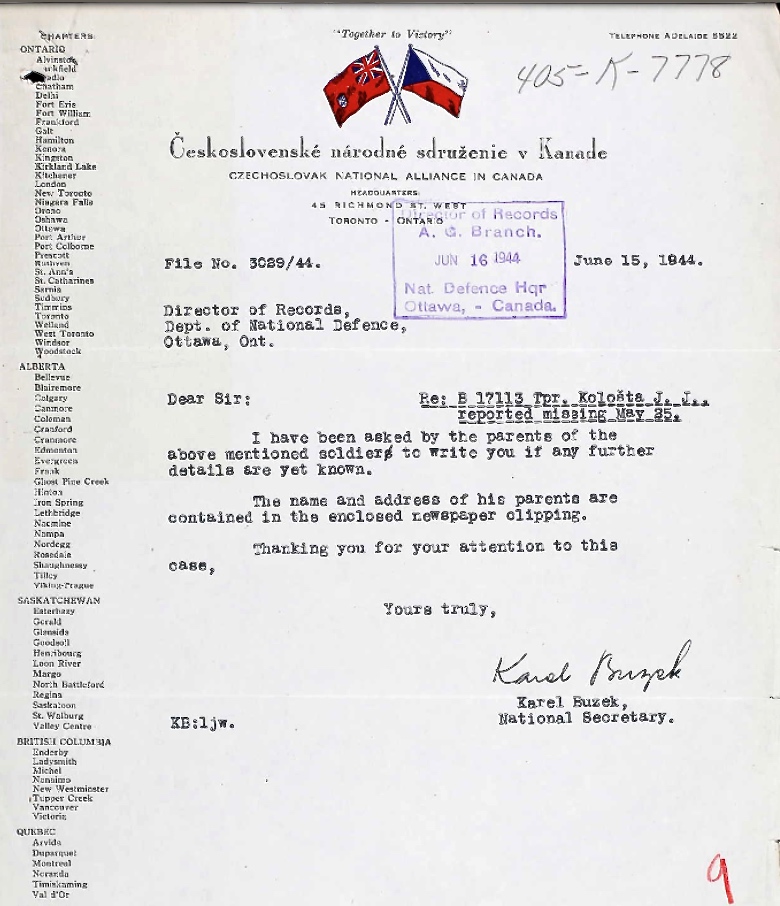 "Together to Victory"
TELEPHONE ADELAIDE 5522
405-K-7778
Československé národné sdruženie v Kanade
CZECHOSLOVAK NATIONAL ALLIANCE IN CANADA
HEADQUARTERS:
45 RICHMOND ST. WEST
TORONTO - ONTARIO
Director of Records
A. G. Branch.
JUN 16 1944
Nat. Defence Hqr
Ottawa, - Canada.
File No. 3029/44.
June 15, 1944.
Director of Records,
Dept. of National Defence,
Ottawa, Ont.
Dear Sir:
Re: B 17113 Tpr. Kološta J. J.,
reported missing May 25.
I have been asked by the parents of the
above mentioned soldier to write you if any further
details are yet known.
The name and address of his parents are
contained in the enclosed newspaper clipping.
Thanking you for your attention to this
case,
Yours truly,
Karel Buzek
Karel Buzek,
National Secretary.
KB:ljw.
CHAPTERS
ONTARIO
Alvinston
Chatham
Delhi
Fort Erie
Fort William
Frankford
Galt
Hamilton
Kenora
Kingston
Kirkland Lake
Kitchener
London
New Toronto
Niagara Falls
Orono
Oshawa
Ottawa
Port Arthur
Port Colborne
Prescott
Ruthven
St. Ann's
St. Catharines
Sarnia
Sudbury
Timmins
Toronto
Welland
West Toronto
Windsor
Woodstock
ALBERTA
Bellevue
Blairemore
Calgary
Canmore
Coleman
Cranford
Cranmore
Edmonton
Evergreen
Frank
Ghost Pine Creek
Hinton
Iron Spring
Lethbridge
Nacmine
Nampa
Nordegg
Rosedale
Shaughnessy
Tilley
Viking-Prague
SASKATCHEWAN
Esterhazy
Gerald
Glenside
Goodsoil
Henribourg
Loon River
Margo
North Battleford
Regina
Saskatoon
St. Walburg
Valley Centre
BRITISH COLUMBIA
Enderby
Ladysmith
Michel
Nanaimo
New Westminster
Tupper Creek
Vancouver
Victoria
QUEBEC
Arvida
Duparquet
Montreal
Noranda
Timiskaming
Val d'Or
9